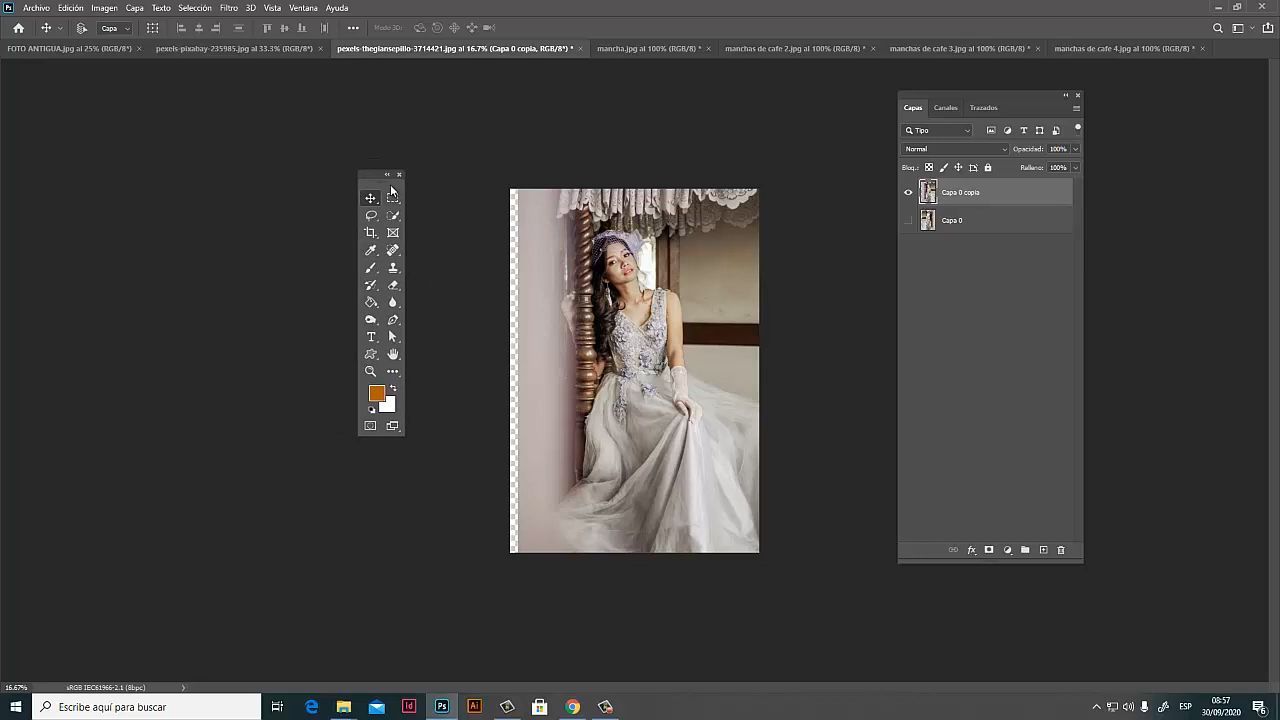 Archivo Edición Imagen Capa Texto Selección Filtro 3D Vista Ventana Ayuda
Capa Modo 3D:
FOTO ANTIGUA.jpg al 25% (RGB/8*) pexels-pixabay-235985.jpg al 33.3% (RGB/8*) pexels-theglansepillo-3714421.jpg al 16.7% (Capa 0 copia, RGB/8*) * mancha.jpg al 100% (RGB/8) * manchas de cafe 2.jpg al 100% (RGB/8) * manchas de cafe 3.jpg al 100% (RGB/8*) * manchas de cafe 4.jpg al 100% (RGB/8) *
Capas Canales Trazados
Tipo
Normal Opacidad: 100%
Bloq.: Relleno: 100%
Capa 0 copia
Capa 0
16.67% sRGB IEC61966-2.1 (8bpc)
Escribe aquí para buscar
ESP
08:57
30/09/2020
6